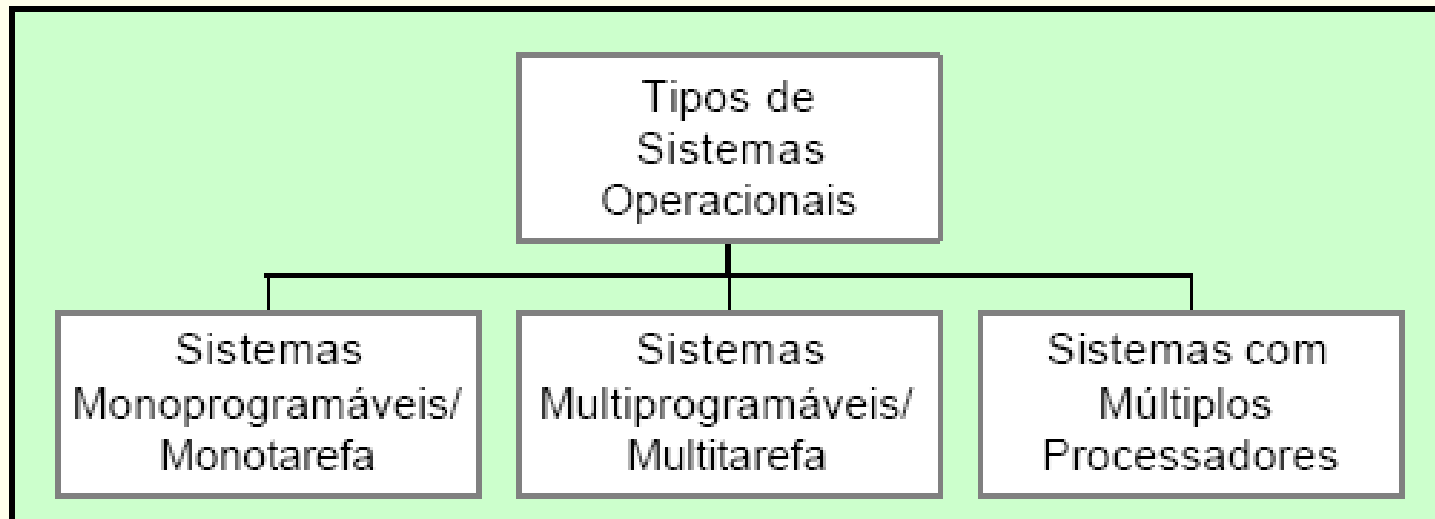 Tipos de
Sistemas
Operacionais
Sistemas
Monoprogramáveis/
Monotarefa
Sistemas
Multiprogramáveis/
Multitarefa
Sistemas com
Múltiplos
Processadores